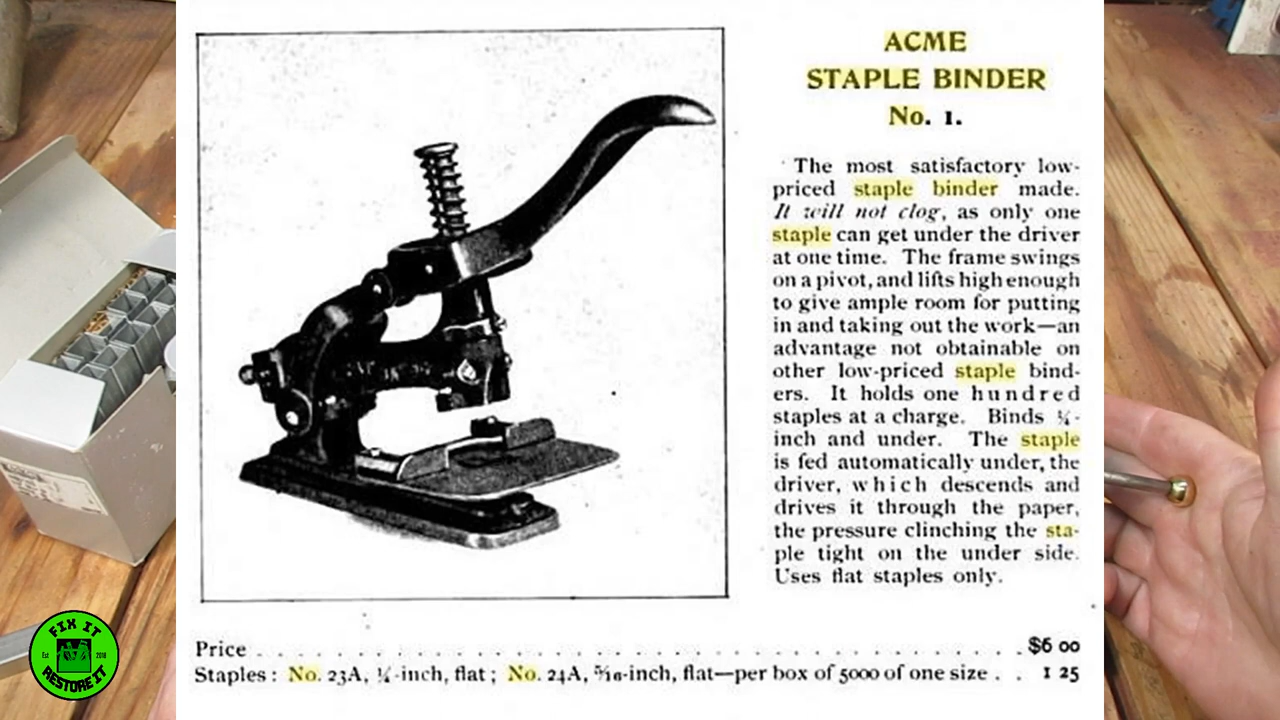 ACME
STAPLE BINDER
No. 1.
The most satisfactory low-
priced staple binder made.
It will not clog, as only one
staple can get under the driver
at one time. The frame swings
on a pivot, and lifts high enough
to give ample room for putting
in and taking out the work—an
advantage not obtainable on
other low-priced staple bind-
ers. It holds one hundred
staples at a charge. Binds ¼-
inch and under. The staple
is fed automatically under, the
driver, which descends and
drives it through the paper,
the pressure clinching the sta-
ple tight on the under side.
Uses flat staples only.
Price . . . . . . . . . . . . . . . . . . . . . . . . . . . . $6 00
Staples: No. 23A, ¼-inch, flat; No. 24A, 5/16-inch, flat—per box of 5000 of one size . . 1 25
FIX IT
Est 2018
RESTORE IT